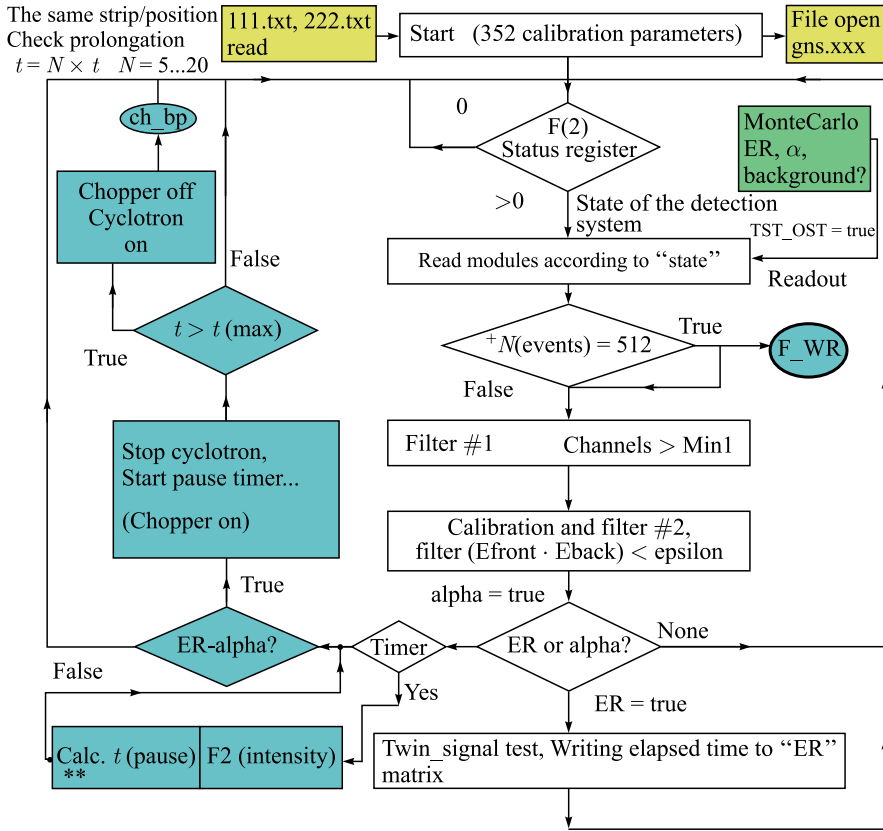 The same strip/position
Check prolongation
t = N × t   N = 5...20
111.txt, 222.txt
read
Start (352 calibration parameters)
File open
gns.xxx
ch_bp
0
F(2)
Status register
MonteCarlo
ER, α,
background?
Chopper off
Cyclotron
on
>0
State of the detection
system
TST_OST = true
Read modules according to “state”
Readout
False
t > t (max)
True
+N(events) = 512
True
F_WR
False
Stop cyclotron,
Start pause timer...
(Chopper on)
Filter #1   Channels > Min1
Calibration and filter #2,
filter (Efront · Eback) < epsilon
True
alpha = true
ER-alpha?
Timer
ER or alpha?
None
False
Yes
ER = true
Calc. t (pause)
**
F2 (intensity)
Twin_signal test, Writing elapsed time to “ER”
matrix